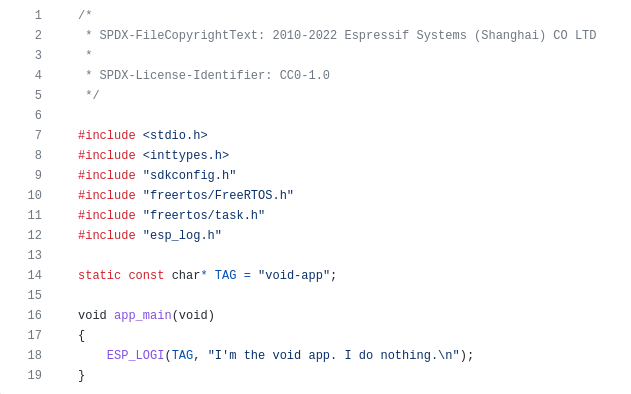 1 /*
2  * SPDX-FileCopyrightText: 2010-2022 Espressif Systems (Shanghai) CO LTD
3  *
4  * SPDX-License-Identifier: CC0-1.0
5  */
6
7 #include <stdio.h>
8 #include <inttypes.h>
9 #include "sdkconfig.h"
10 #include "freertos/FreeRTOS.h"
11 #include "freertos/task.h"
12 #include "esp_log.h"
13
14 static const char* TAG = "void-app";
15
16 void app_main(void)
17 {
18     ESP_LOGI(TAG, "I'm the void app. I do nothing.\n");
19 }